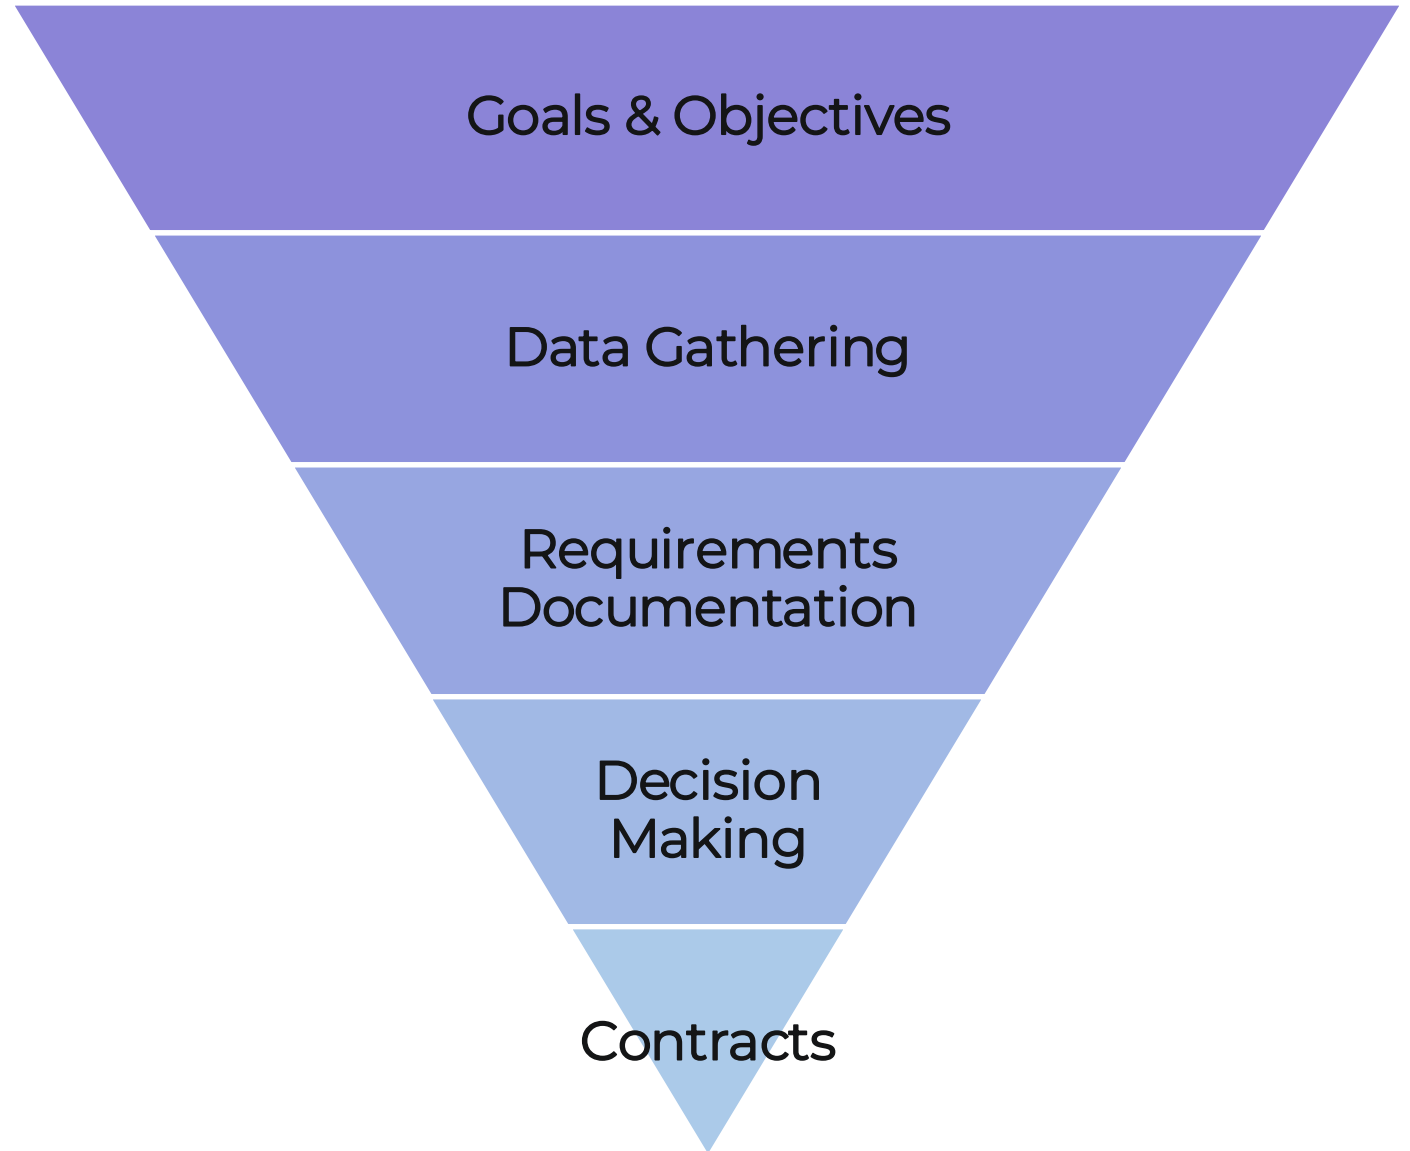 Goals & Objectives
Data Gathering
Requirements
Documentation
Decision
Making
Contracts